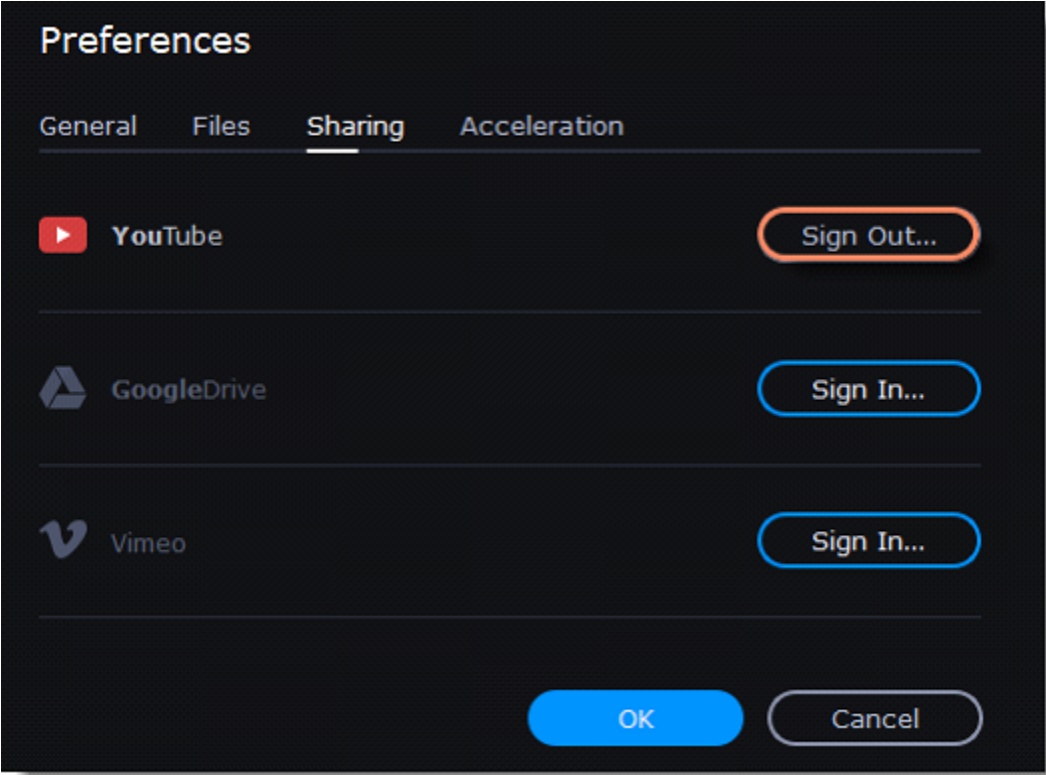 Preferences
General Files Sharing Acceleration
YouTube Sign Out...
GoogleDrive Sign In...
Vimeo Sign In...
OK Cancel